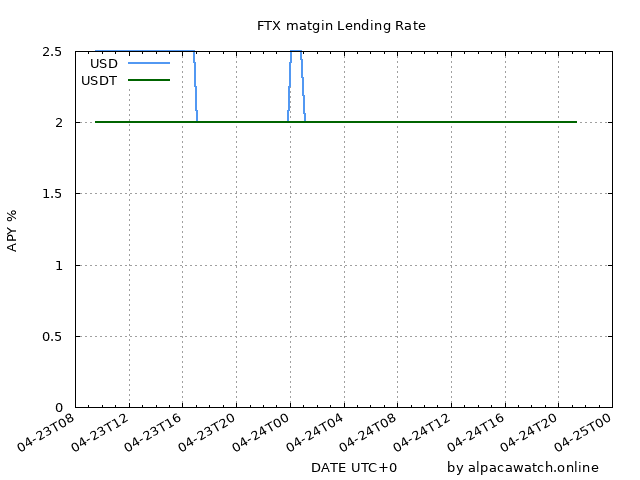 FTX matgin Lending Rate
USD
USDT
2.5
2
1.5
1
0.5
0
APY %
04-23T08
04-23T12
04-23T16
04-23T20
04-24T00
04-24T04
04-24T08
04-24T12
04-24T16
04-24T20
04-25T00
DATE UTC+0
by alpacawatch.online